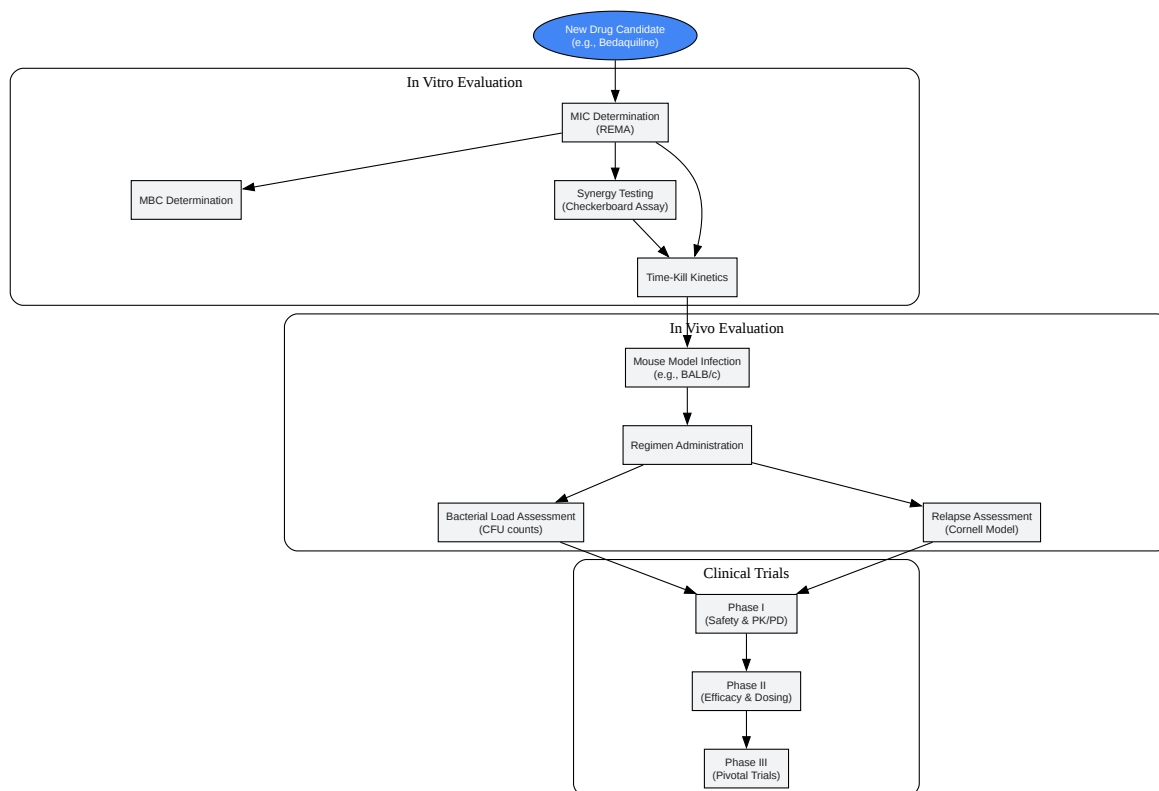 New Drug Candidate
(e.g., Bedaquiline)
In Vitro Evaluation
MIC Determination
(REMA)
MBC Determination
Synergy Testing
(Checkerboard Assay)
Time-Kill Kinetics
In Vivo Evaluation
Mouse Model Infection
(e.g., BALB/c)
Regimen Administration
Bacterial Load Assessment
(CFU counts)
Relapse Assessment
(Cornell Model)
Clinical Trials
Phase I
(Safety & PK/PD)
Phase II
(Efficacy & Dosing)
Phase III
(Pivotal Trials)